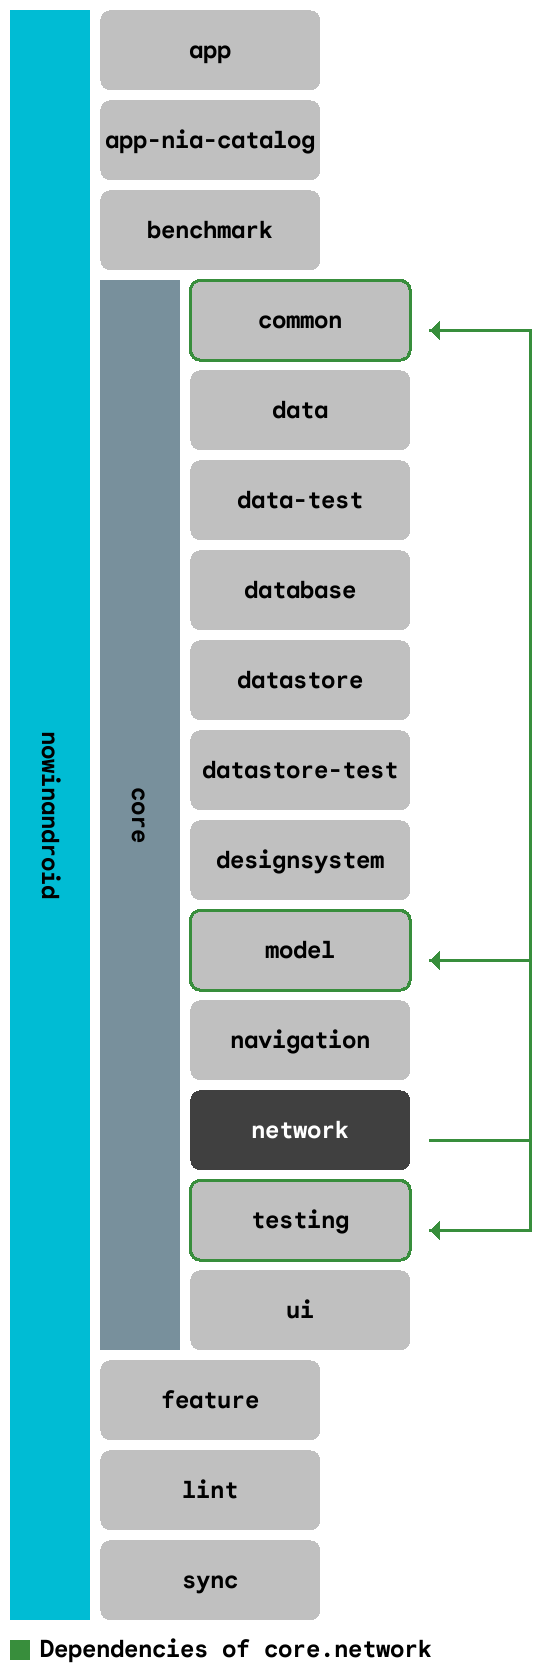 nowinandroid
app
app-nia-catalog
benchmark
core
common
data
data-test
database
datastore
datastore-test
designsystem
model
navigation
network
testing
ui
feature
lint
sync
Dependencies of core.network